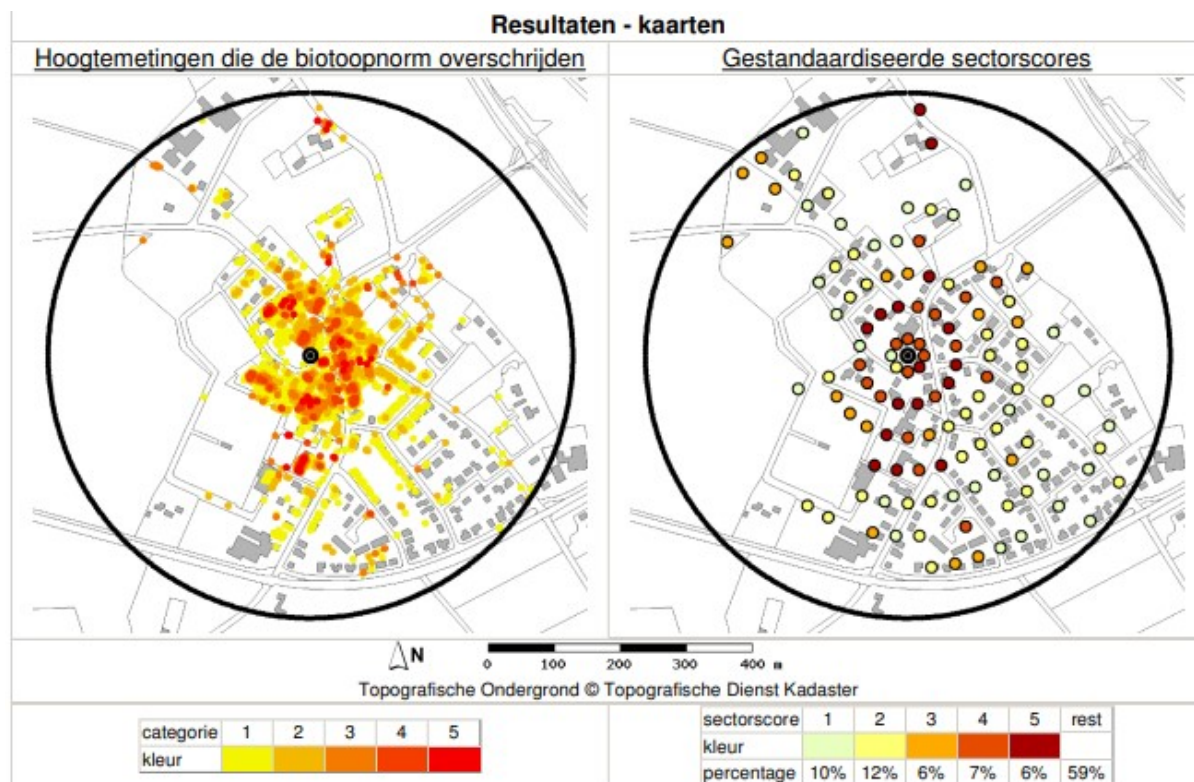 Resultaten - kaarten
Hoogtemetingen die de biotoopnorm overschrijden
Gestandaardiseerde sectorscores
N
0 100 200 300 400 m
Topografische Ondergrond © Topografische Dienst Kadaster
categorie 1 2 3 4 5
kleur
sectorscore 1 2 3 4 5 rest
kleur
percentage 10% 12% 6% 7% 6% 59%